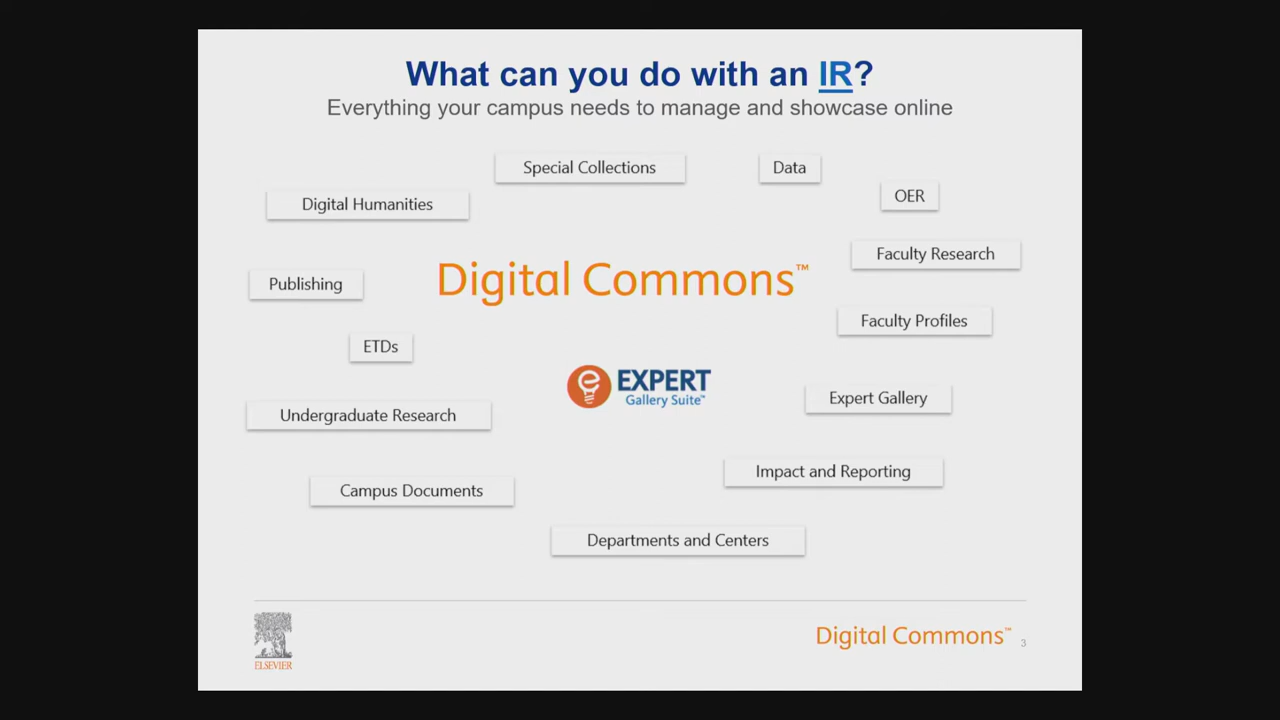 What can you do with an IR?
Everything your campus needs to manage and showcase online
Special Collections
Data
OER
Digital Humanities
Faculty Research
Publishing
Digital Commons™
Faculty Profiles
ETDs
EXPERT
Gallery Suite™
Expert Gallery
Undergraduate Research
Impact and Reporting
Campus Documents
Departments and Centers
ELSEVIER
Digital Commons™
3